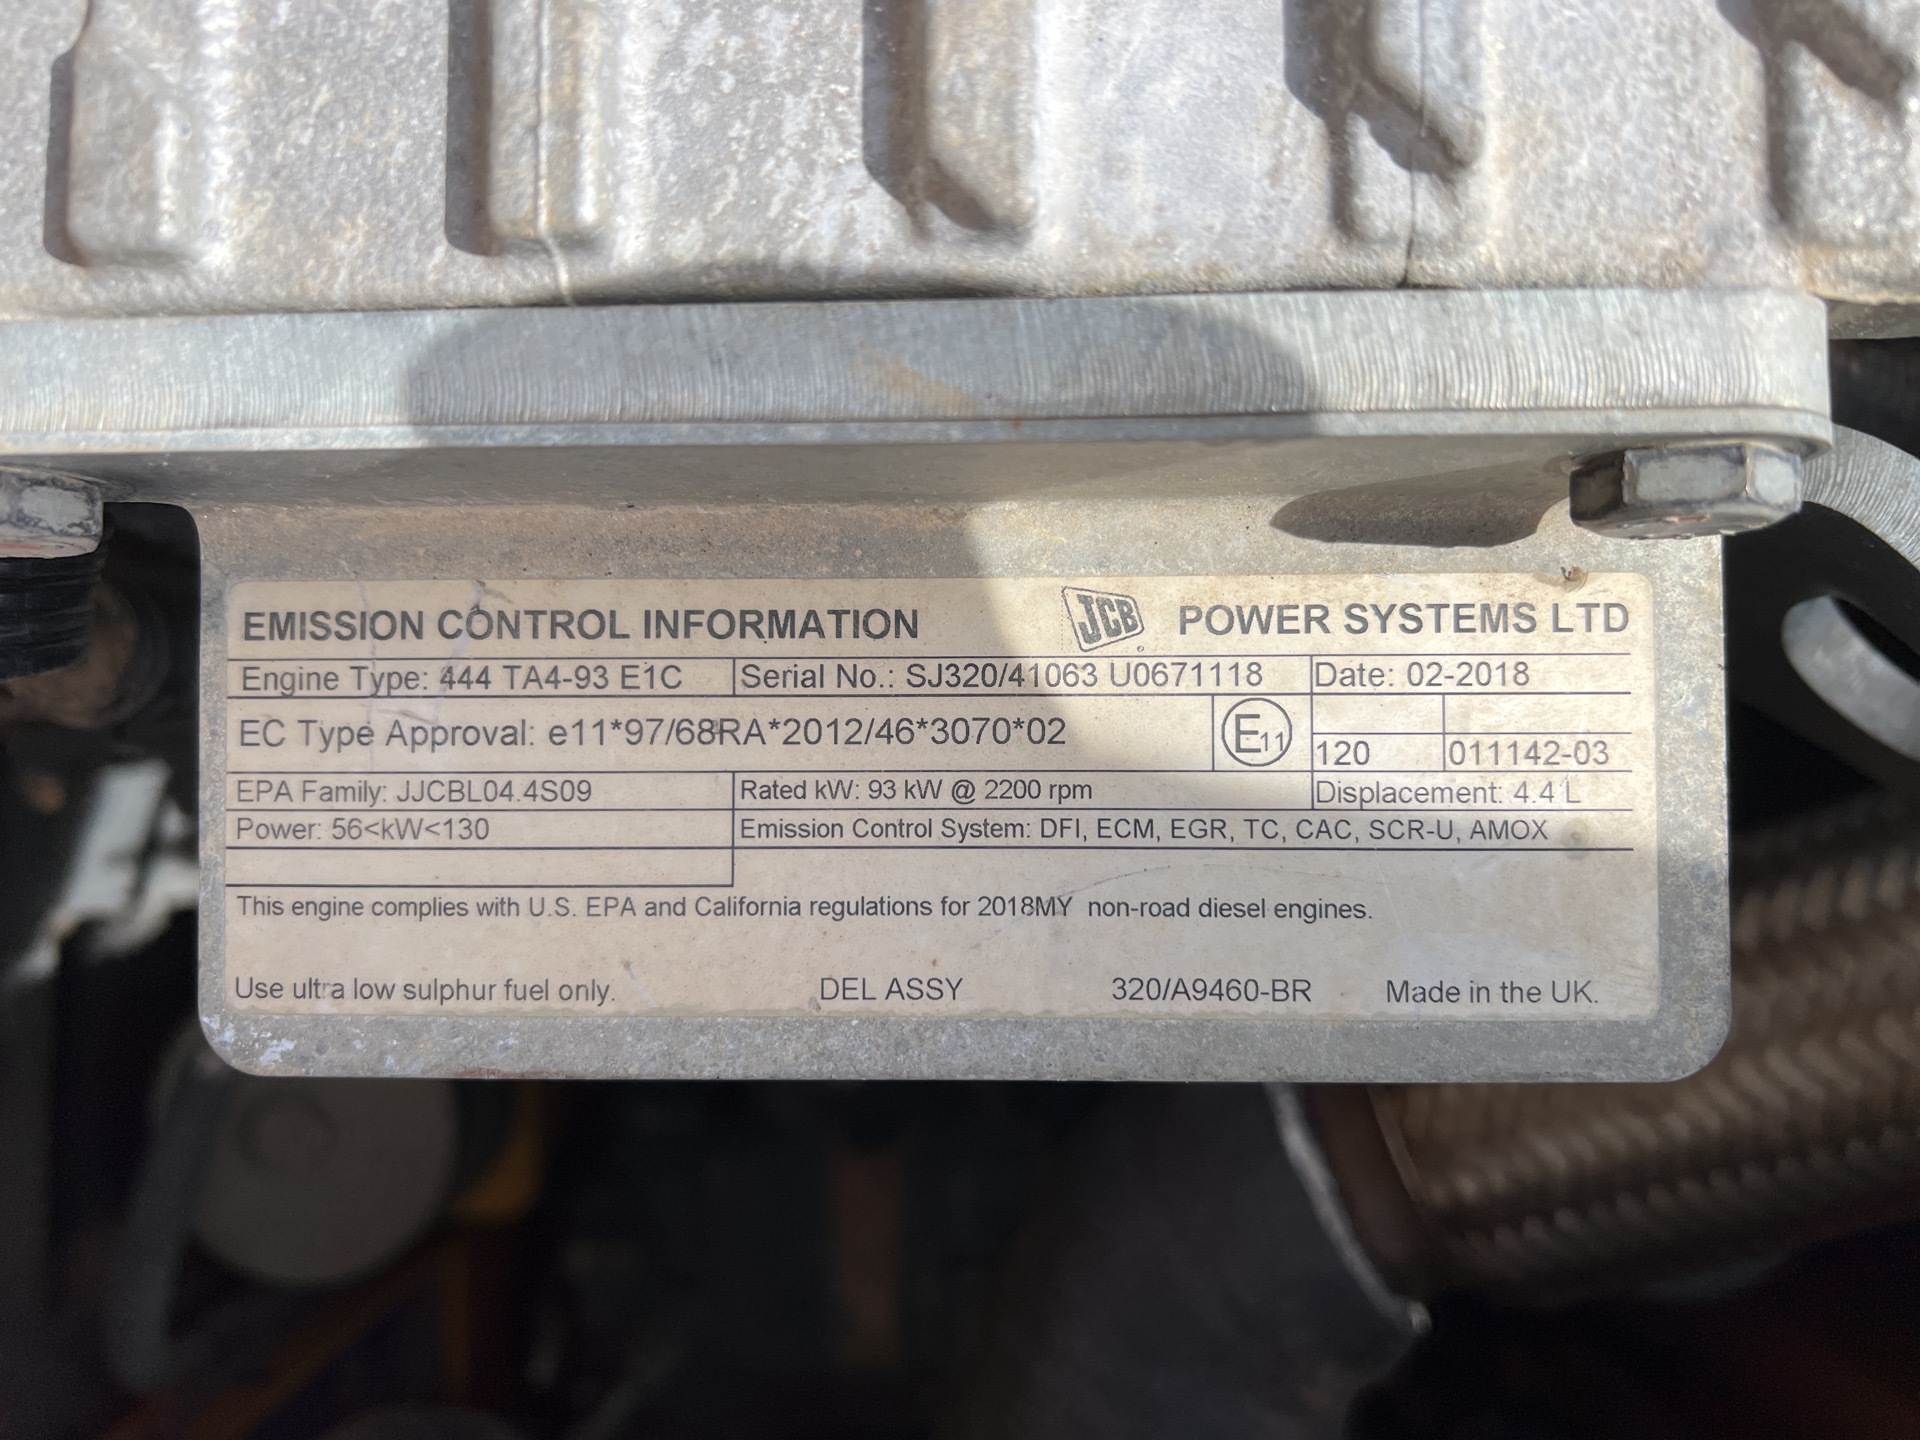 EMISSION CONTROL INFORMATION JCB POWER SYSTEMS LTD
Engine Type: 444 TA4-93 E1C Serial No.: SJ320/41063 U0671118 Date: 02-2018
EC Type Approval: e11*97/68RA*2012/46*3070*02 E11 120 011142-03
EPA Family: JJCBL04.4S09 Rated kW: 93 kW @ 2200 rpm Displacement: 4.4 L
Power: 56<kW<130 Emission Control System: DFI, ECM, EGR, TC, CAC, SCR-U, AMOX
This engine complies with U.S. EPA and California regulations for 2018MY non-road diesel engines.
Use ultra low sulphur fuel only. DEL ASSY 320/A9460-BR Made in the UK.